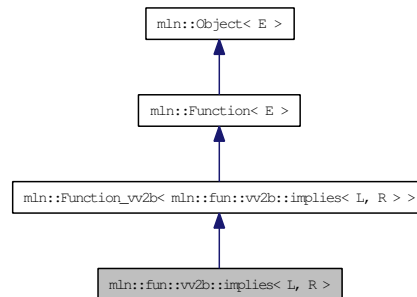 mln::Object< E >
mln::Function< E >
mln::Function_vv2b< mln::fun::vv2b::implies< L, R > >
mln::fun::vv2b::implies< L, R >